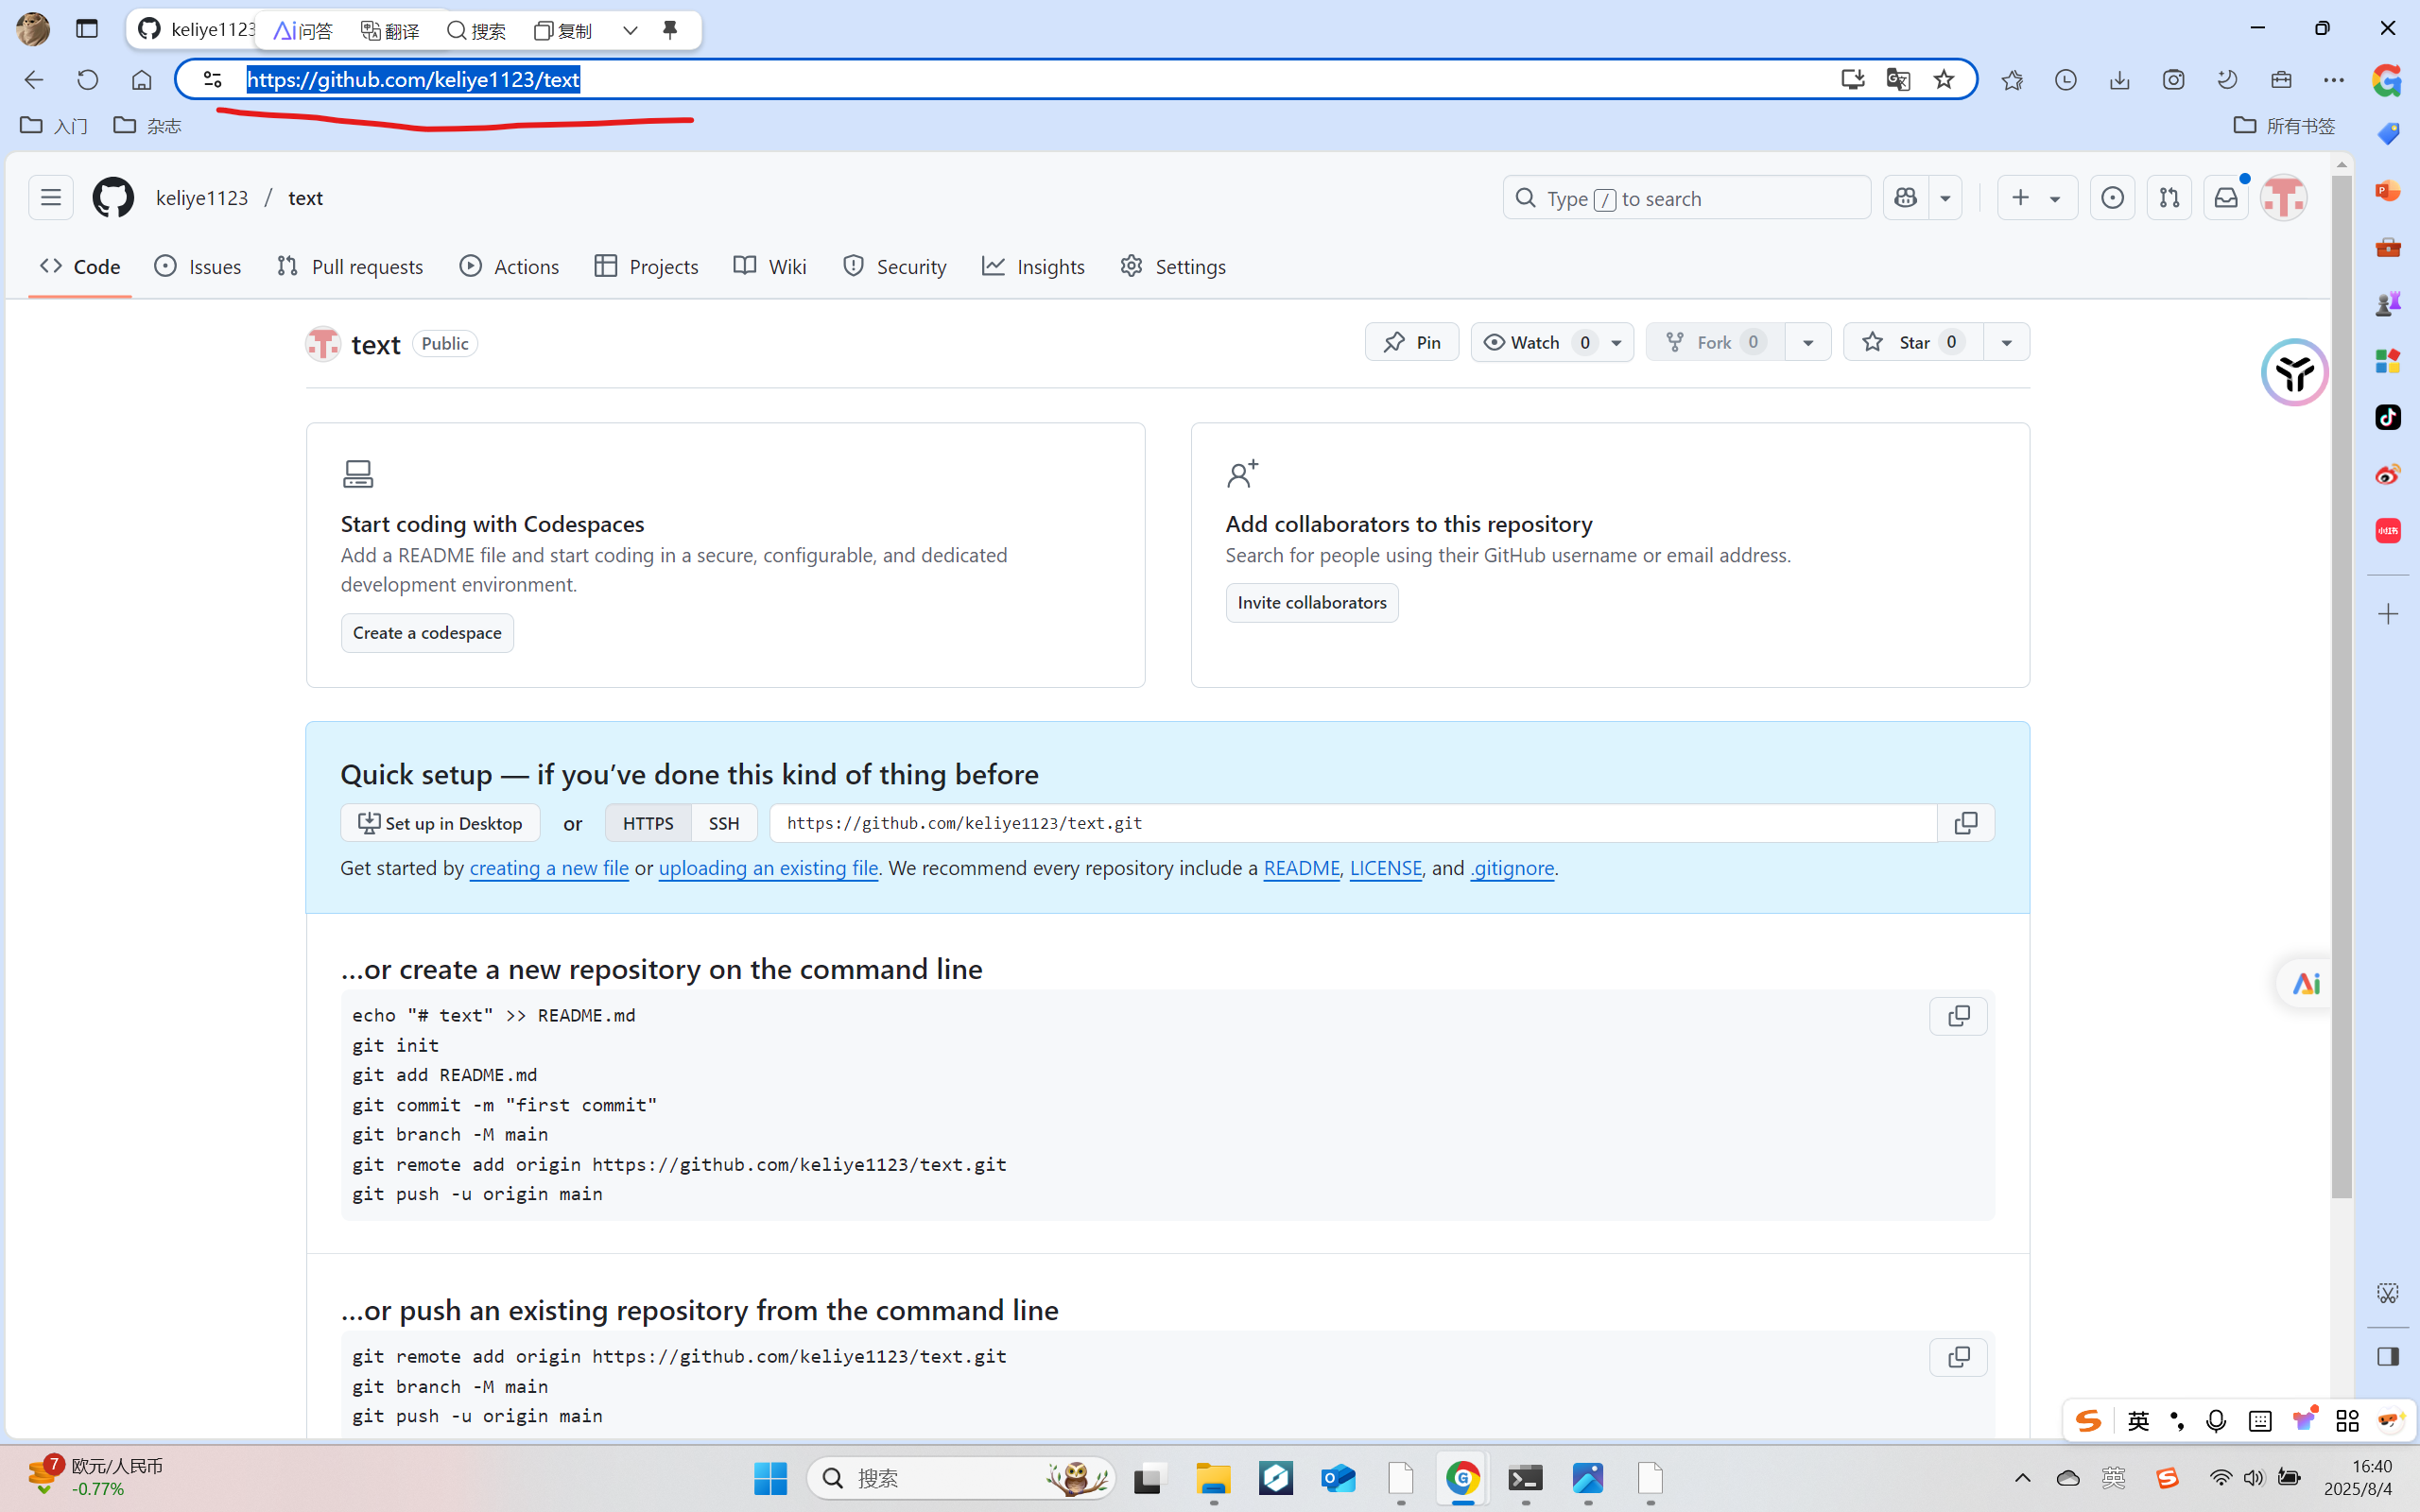 keliye1123
Ai问答 翻译 搜索 复制
https://github.com/keliye1123/text
入门 杂志 所有书签
keliye1123 / text
Type / to search
Code Issues Pull requests Actions Projects Wiki Security Insights Settings
text Public
Pin Watch 0 Fork 0 Star 0
Start coding with Codespaces
Add a README file and start coding in a secure, configurable, and dedicated
development environment.
Create a codespace
Add collaborators to this repository
Search for people using their GitHub username or email address.
Invite collaborators
Quick setup — if you’ve done this kind of thing before
Set up in Desktop or HTTPS SSH https://github.com/keliye1123/text.git
Get started by creating a new file or uploading an existing file. We recommend every repository include a README, LICENSE, and .gitignore.
…or create a new repository on the command line
echo "# text" >> README.md
git init
git add README.md
git commit -m "first commit"
git branch -M main
git remote add origin https://github.com/keliye1123/text.git
git push -u origin main
Ai
…or push an existing repository from the command line
git remote add origin https://github.com/keliye1123/text.git
git branch -M main
git push -u origin main
小红书
英
7 欧元/人民币
-0.77%
搜索
英
16:40
2025/8/4